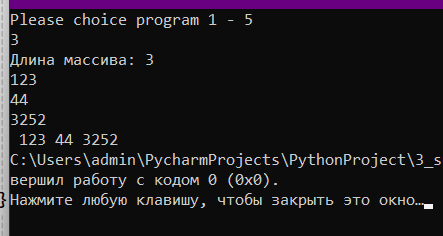 Please choice program 1 - 5
3
Длина массива: 3
123
44
3252
123 44 3252
C:\Users\admin\PycharmProjects\PythonProject\3_s
вершил работу с кодом 0 (0x0).
Нажмите любую клавишу, чтобы закрыть это окно…